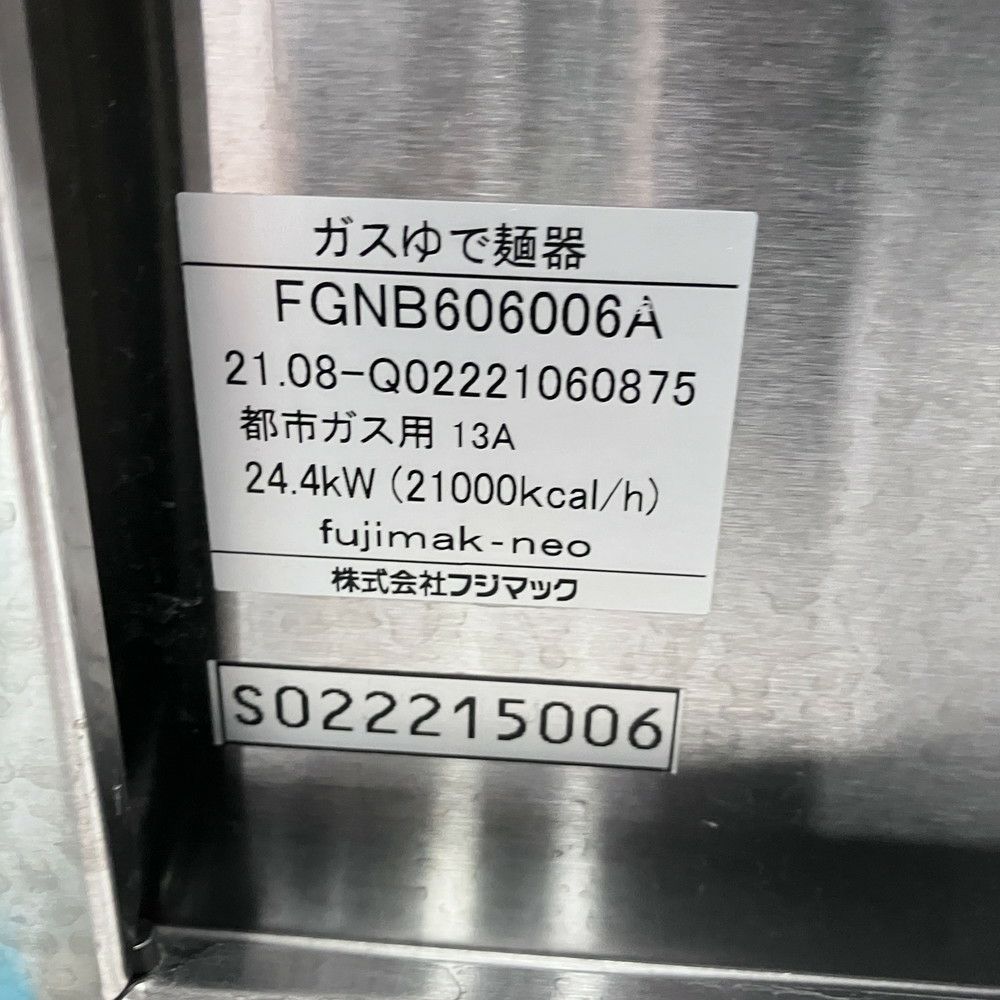 ガスゆで麺器
FGNB606006A
21.08-Q02221060875
都市ガス用 13A
24.4kW (21000kcal/h)
fujimak-neo
株式会社フジマック
S022215006